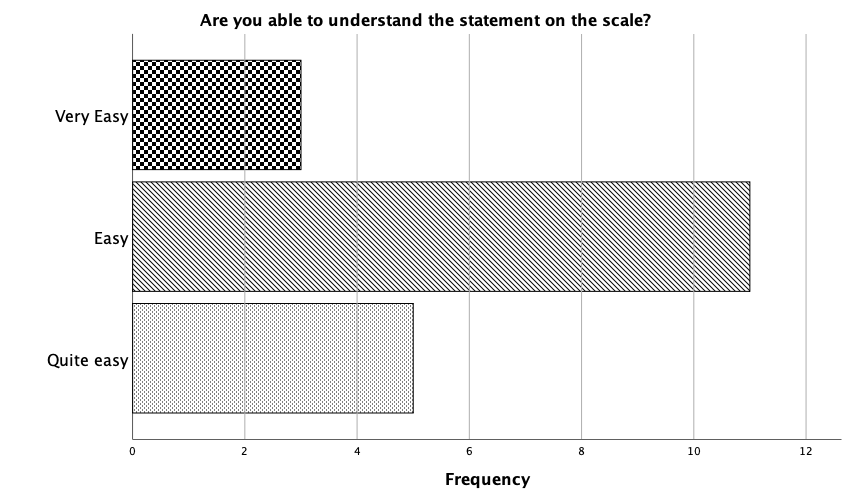 Are you able to understand the statement on the scale?
Very Easy
Easy
Quite easy
0 2 4 6 8 10 12
Frequency